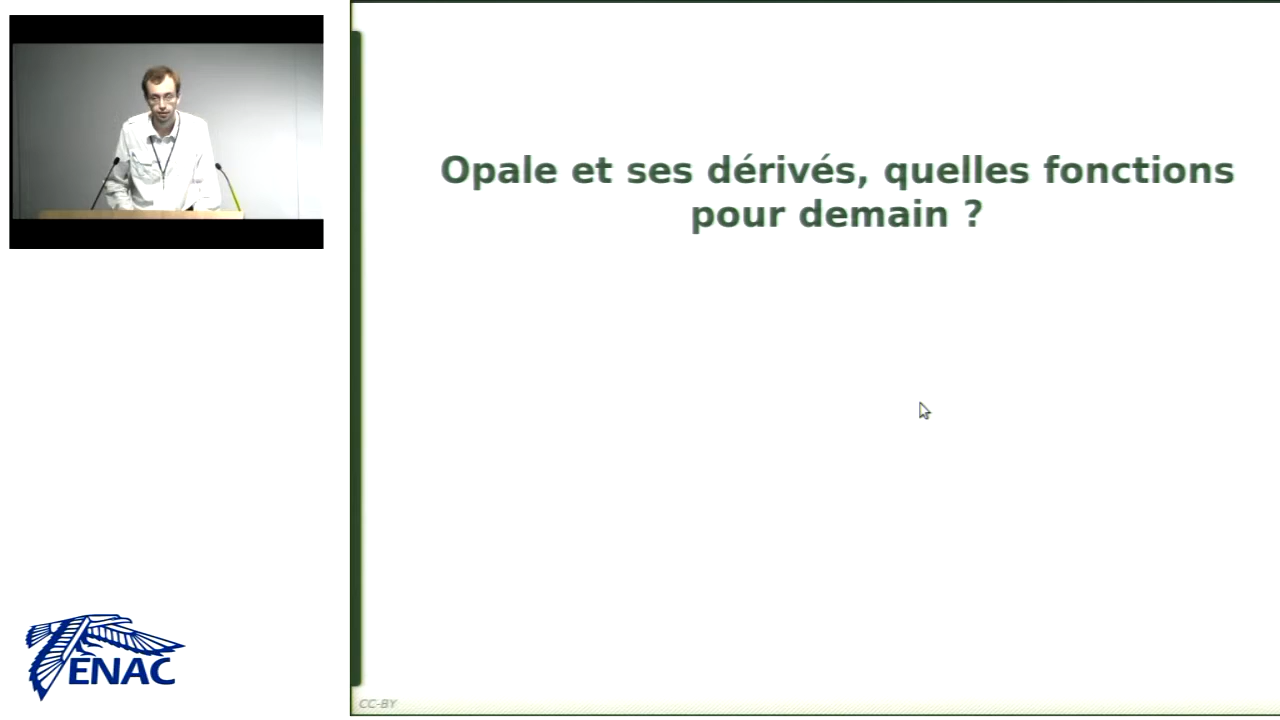 Opale et ses dérivés, quelles fonctions
pour demain ?
ENAC
CC-BY